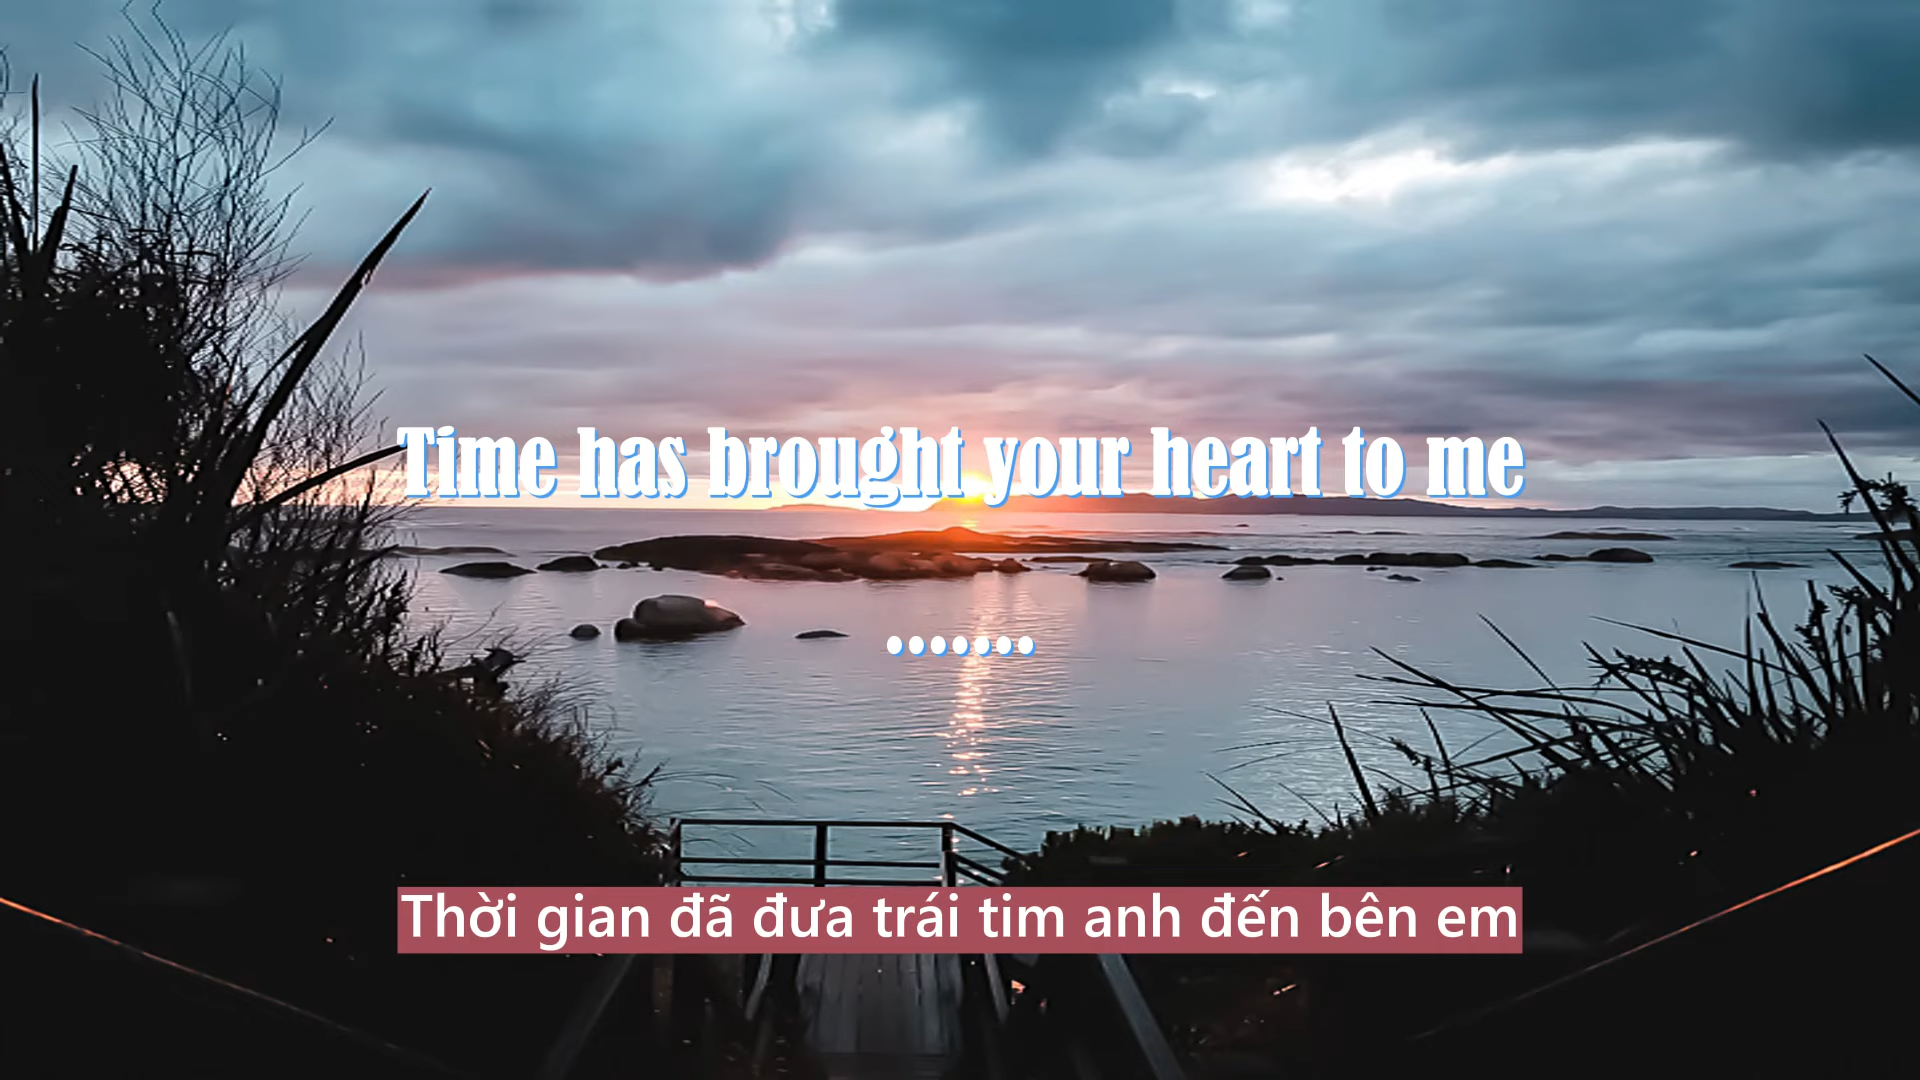 Time has brought your heart to me
.......
Thời gian đã đưa trái tim anh đến bên em